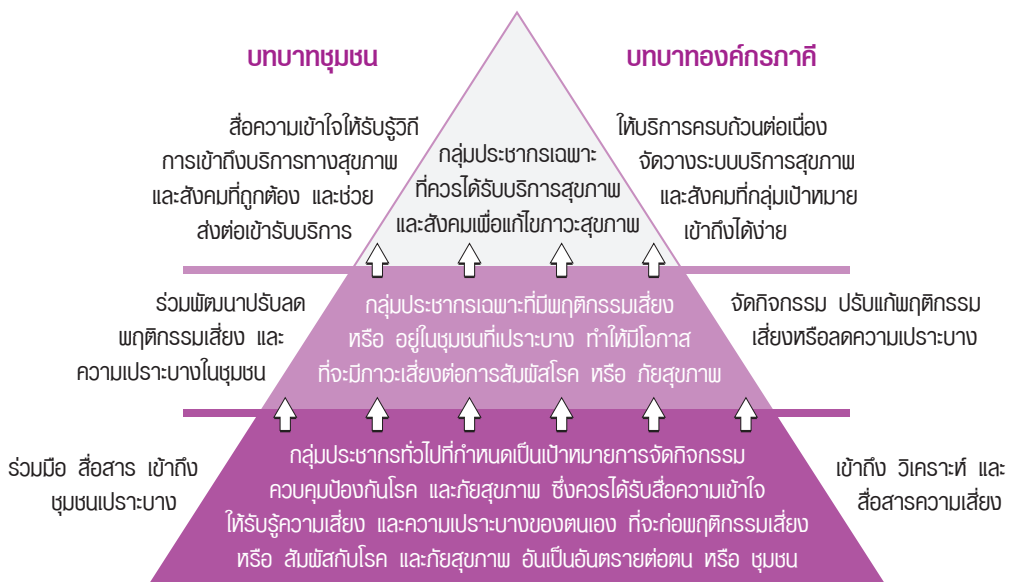 บทบาทชุมชน
บทบาทองค์กรภาคี
สื่อความเข้าใจให้รับรู้วิถี
การเข้าถึงบริการทางสุขภาพ
และสังคมที่ถูกต้อง และช่วย
ส่งต่อเข้ารับบริการ
กลุ่มประชากรเฉพาะ
ที่ควรได้รับบริการสุขภาพ
และสังคมเพื่อแก้ไขภาวะสุขภาพ
ให้บริการครบถ้วนต่อเนื่อง
จัดวางระบบบริการสุขภาพ
และสังคมที่กลุ่มเป้าหมาย
เข้าถึงได้ง่าย
ร่วมพัฒนาปรับลด
พฤติกรรมเสี่ยง และ
ความเปราะบางในชุมชน
กลุ่มประชากรเฉพาะที่มีพฤติกรรมเสี่ยง
หรือ อยู่ในชุมชนที่เปราะบาง ทำให้มีโอกาส
ที่จะมีภาวะเสี่ยงต่อการสัมผัสโรค หรือ ภัยสุขภาพ
จัดกิจกรรม ปรับแก้พฤติกรรม
เสี่ยงหรือลดความเปราะบาง
ร่วมมือ สื่อสาร เข้าถึง
ชุมชนเปราะบาง
กลุ่มประชากรทั่วไปที่กำหนดเป็นเป้าหมายการจัดกิจกรรม
ควบคุมป้องกันโรค และภัยสุขภาพ ซึ่งควรได้รับสื่อความเข้าใจ
ให้รับรู้ความเสี่ยง และความเปราะบางของตนเอง ที่จะก่อพฤติกรรมเสี่ยง
หรือ สัมผัสกับโรค และภัยสุขภาพ อันเป็นอันตรายต่อตน หรือ ชุมชน
เข้าถึง วิเคราะห์ และ
สื่อสารความเสี่ยง